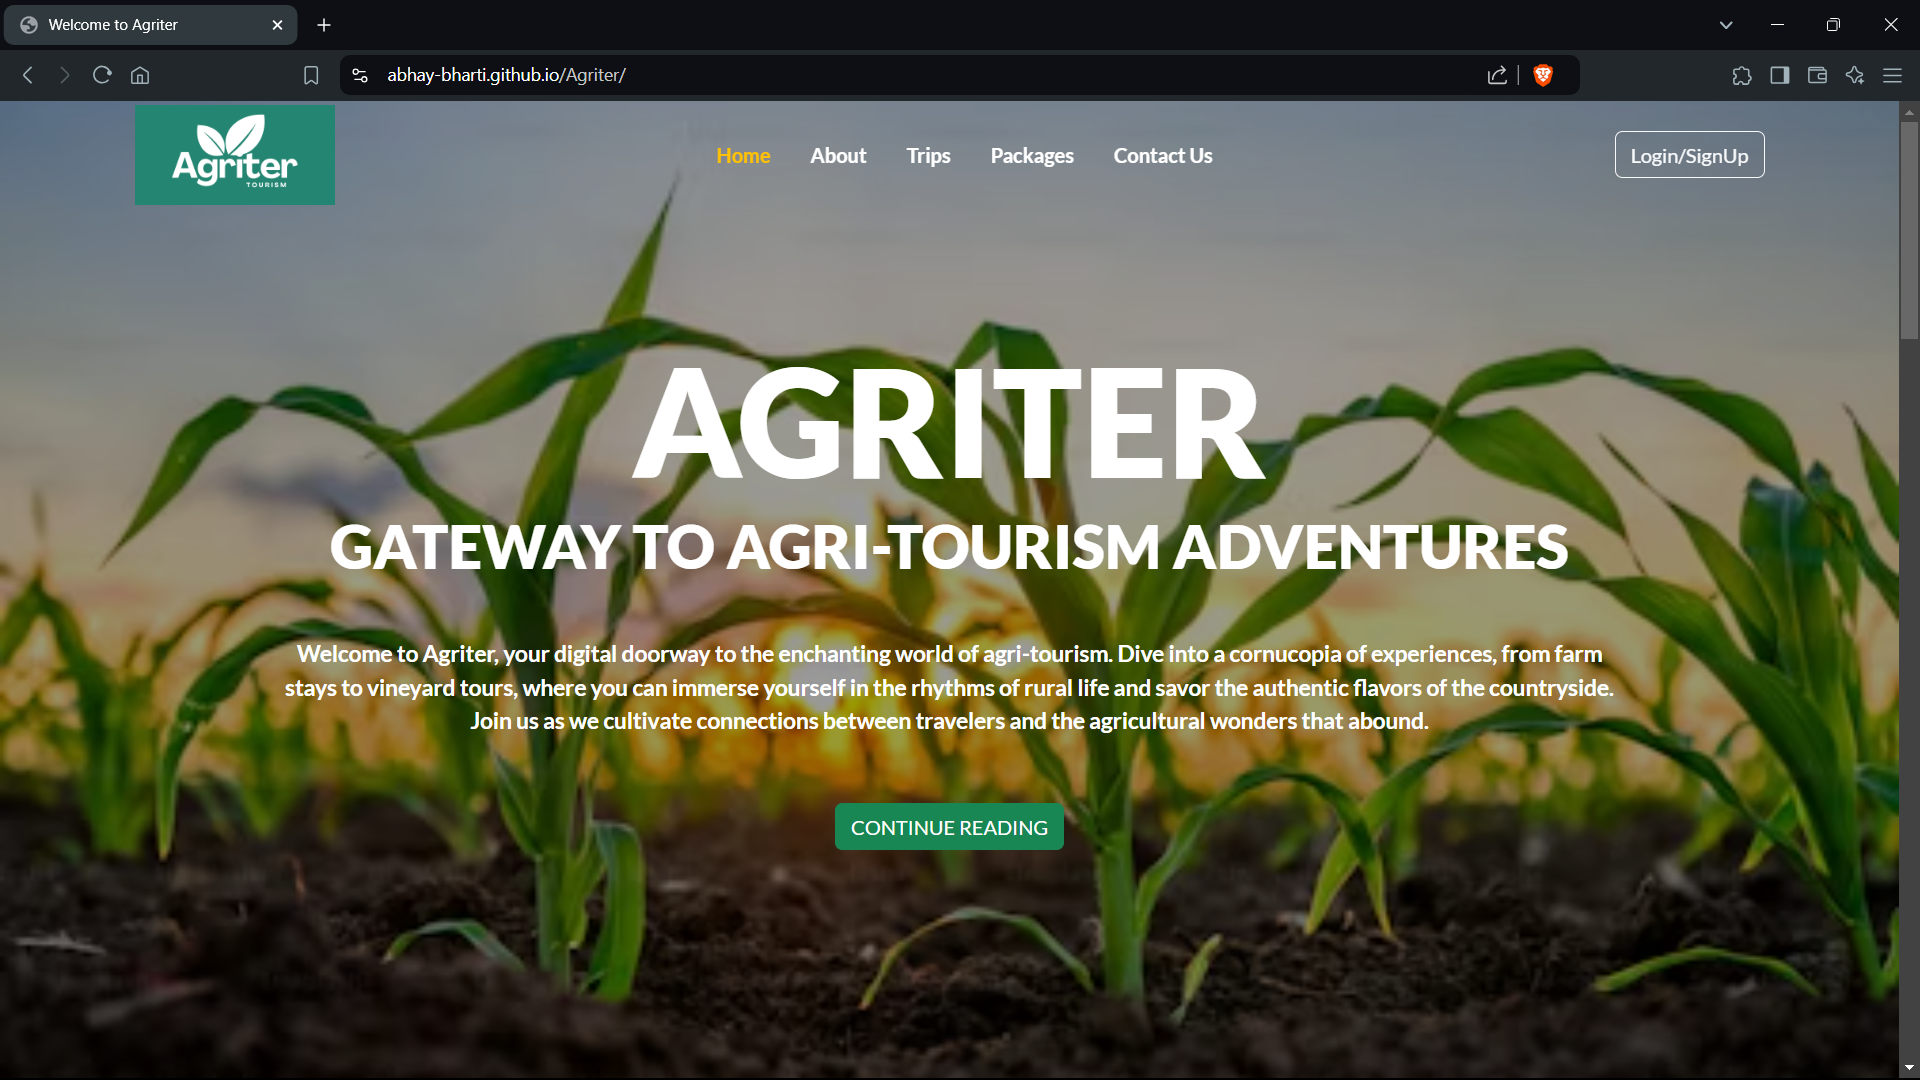 Welcome to Agriter
abhay-bharti.github.io/Agriter/
Agriter
TOURISM
Home About Trips Packages Contact Us
Login/SignUp
AGRITER
GATEWAY TO AGRI-TOURISM ADVENTURES
Welcome to Agriter, your digital doorway to the enchanting world of agri-tourism. Dive into a cornucopia of experiences, from farm
stays to vineyard tours, where you can immerse yourself in the rhythms of rural life and savor the authentic flavors of the countryside.
Join us as we cultivate connections between travelers and the agricultural wonders that abound.
CONTINUE READING